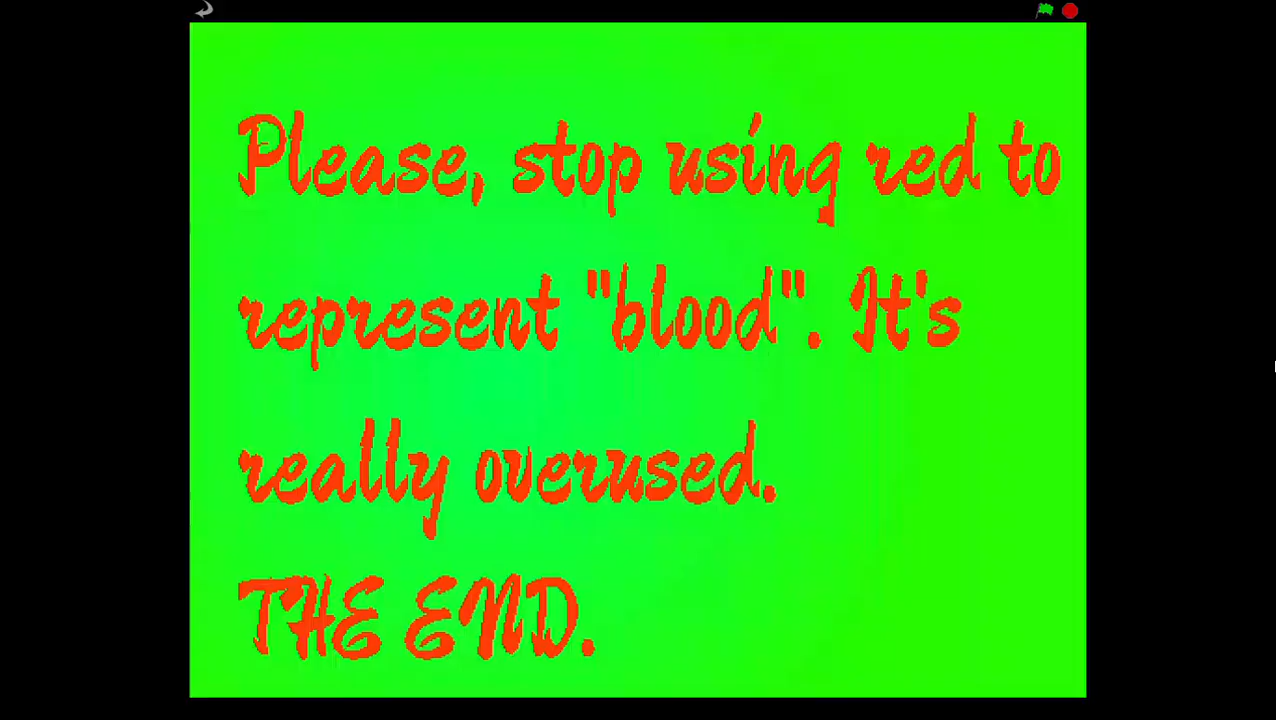 Please, stop using red to
represent "blood". It's
really overused.
THE END.